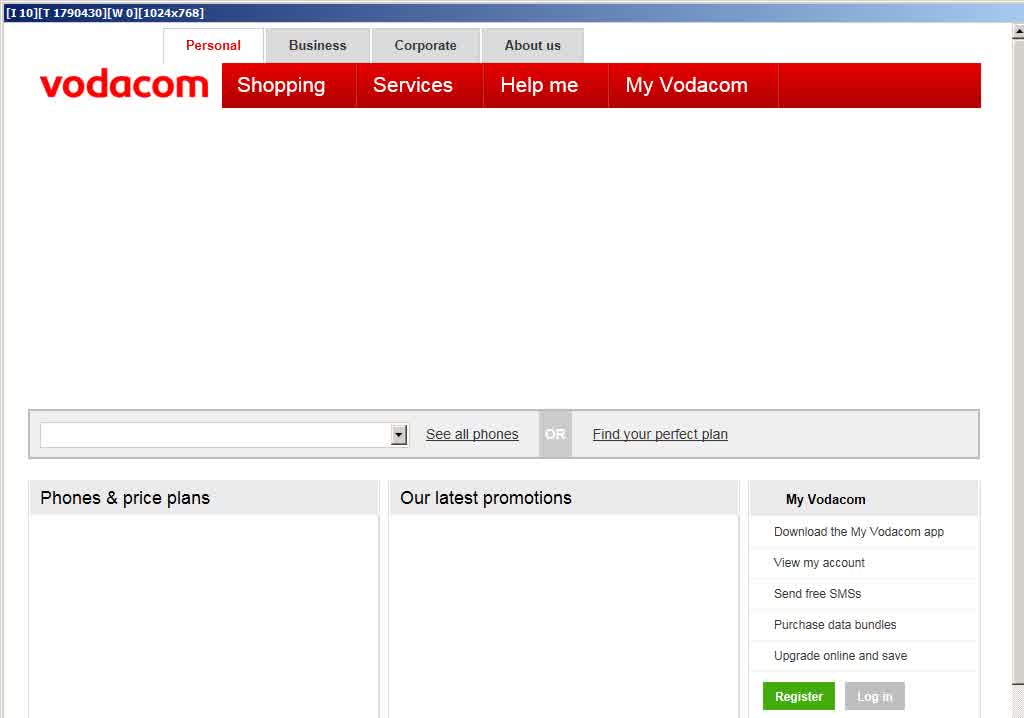 [I 10][T 1790430][W 0][1024x768]
Personal Business Corporate About us
vodacom Shopping Services Help me My Vodacom
See all phones OR Find your perfect plan
Phones & price plans
Our latest promotions
My Vodacom
Download the My Vodacom app
View my account
Send free SMSs
Purchase data bundles
Upgrade online and save
Register Log in